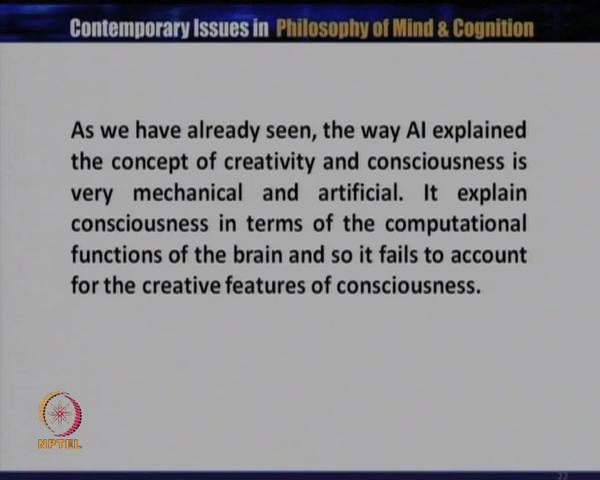 Contemporary Issues in Philosophy of Mind & Cognition
As we have already seen, the way AI explained
the concept of creativity and consciousness is
very mechanical and artificial. It explain
consciousness in terms of the computational
functions of the brain and so it fails to account
for the creative features of consciousness.
NPTEL
27